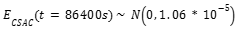 E_CSAC(t = 86400s) ~ N(0,1.06 * 10^-5)